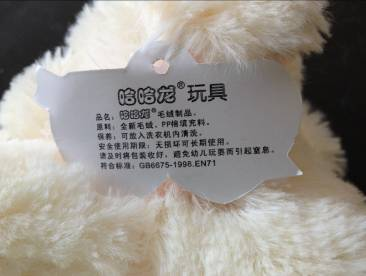 哈哈龙®玩具
品名：哈哈龙®毛绒制品。
原料：全新毛绒、PP棉填充料。
保养：可放入洗衣机内清洗。
安全使用期限：无损坏可长期使用。
请及时将包装收好，避免幼儿玩耍而引起窒息。
符合标准：GB6675-1998.EN71